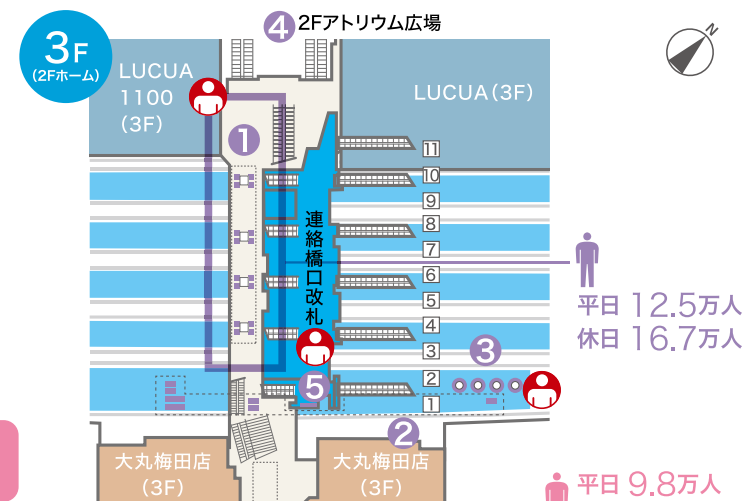 3F
(2Fホーム)
④ 2Fアトリウム広場
N
LUCUA
1100
(3F)
LUCUA(3F)
①
11
10
9
8
7
6
5
4
3
2
1
連絡橋口改札
平日 12.5万人
休日 16.7万人
③
⑤
②
大丸梅田店
(3F)
大丸梅田店
(3F)
平日 9.8万人